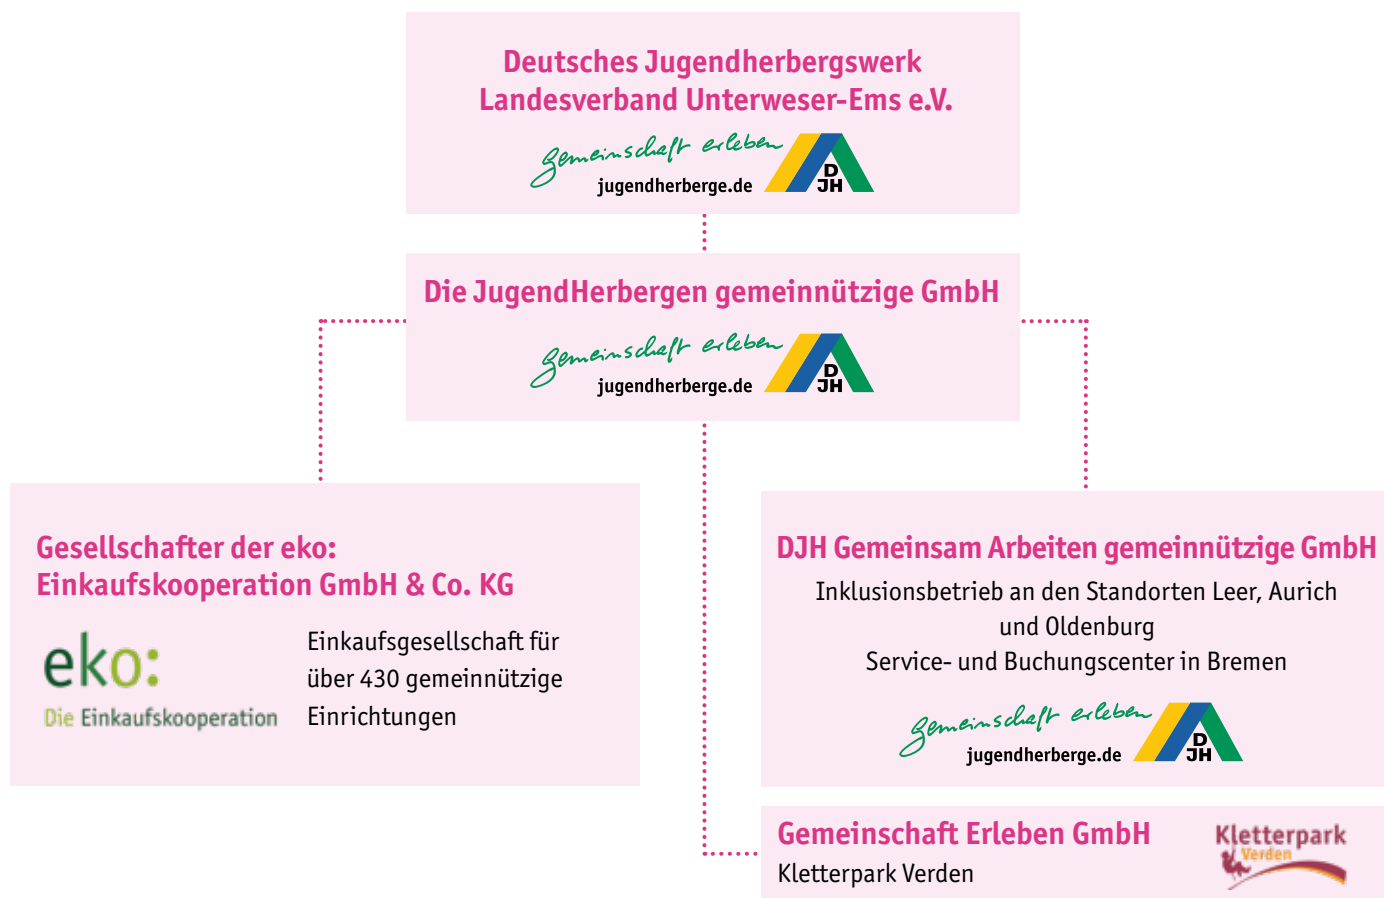 Deutsches Jugendherbergswerk
Landesverband Unterweser-Ems e.V.
gemeinschaft erleben
jugendherberge.de
D
JH
Die JugendHerbergen gemeinnützige GmbH
gemeinschaft erleben
jugendherberge.de
D
JH
Gesellschafter der eko:
Einkaufskooperation GmbH & Co. KG
eko:
Die Einkaufskooperation
Einkaufsgesellschaft für
über 430 gemeinnützige
Einrichtungen
DJH Gemeinsam Arbeiten gemeinnützige GmbH
Inklusionsbetrieb an den Standorten Leer, Aurich
und Oldenburg
Service- und Buchungscenter in Bremen
gemeinschaft erleben
jugendherberge.de
D
JH
Gemeinschaft Erleben GmbH
Kletterpark Verden
Kletterpark
Verden